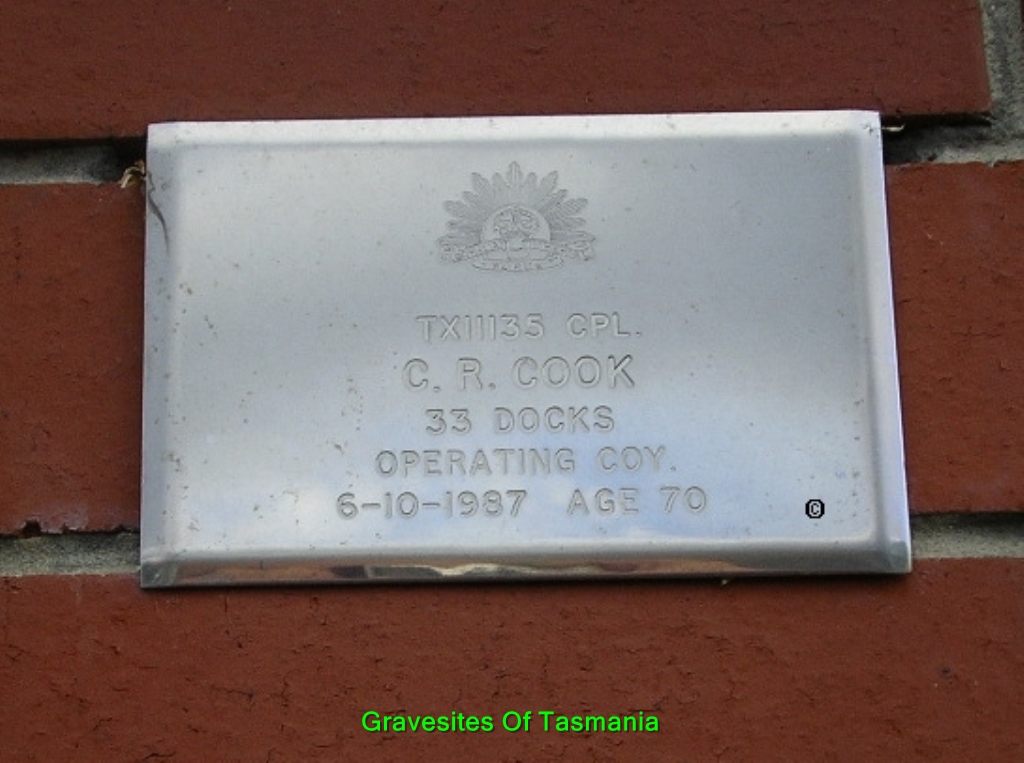 TX11135 CPL.
C. R. COOK
33 DOCKS
OPERATING COY.
6-10-1987 AGE 70
©
Gravesites Of Tasmania